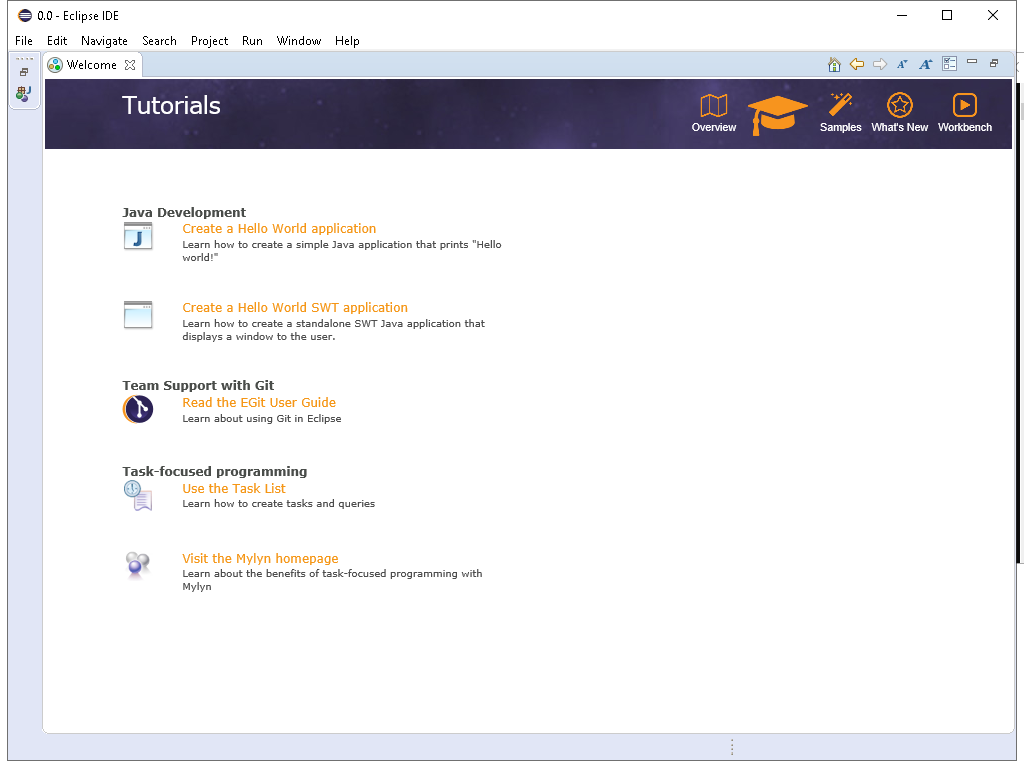 0.0 - Eclipse IDE
File Edit Navigate Search Project Run Window Help
Welcome
Tutorials
Overview Samples What's New Workbench
Java Development
Create a Hello World application
Learn how to create a simple Java application that prints "Hello
world!"
Create a Hello World SWT application
Learn how to create a standalone SWT Java application that
displays a window to the user.
Team Support with Git
Read the EGit User Guide
Learn about using Git in Eclipse
Task-focused programming
Use the Task List
Learn how to create tasks and queries
Visit the Mylyn homepage
Learn about the benefits of task-focused programming with
Mylyn